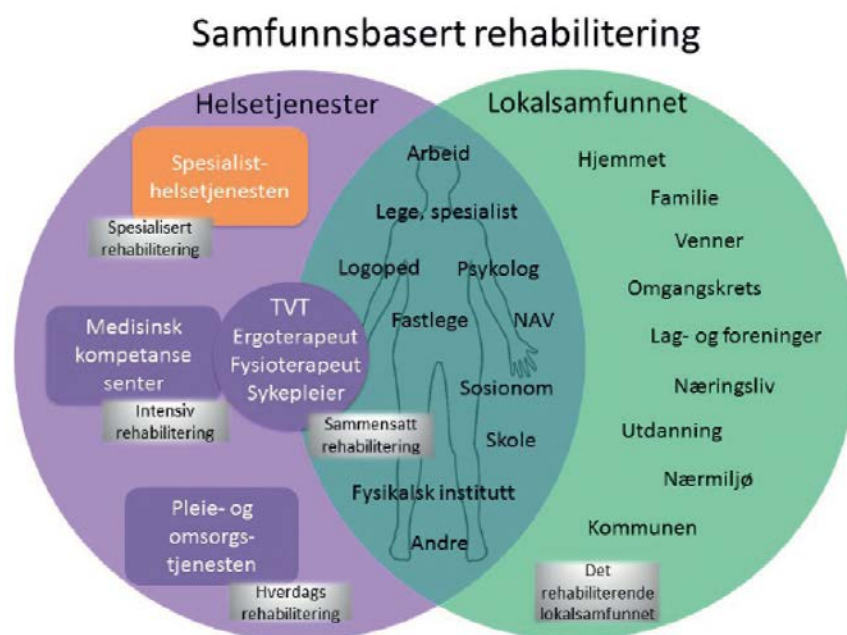 Samfunnsbasert rehabilitering
Helsetjenester
Spesialist-
helsetjenesten
Spesialisert
rehabilitering
Medisinsk
kompetanse
senter
Intensiv
rehabilitering
TVT
Ergoterapeut
Fysioterapeut
Sykepleier
Sammensatt
rehabilitering
Pleie- og
omsorgs-
tjenesten
Hverdags
rehabilitering
Arbeid
Lege, spesialist
Logoped
Psykolog
Fastlege
NAV
Sosionom
Skole
Fysikalsk institutt
Andre
Lokalsamfunnet
Hjemmet
Familie
Venner
Omgangskrets
Lag- og foreninger
Næringsliv
Utdanning
Nærmiljø
Kommunen
Det
rehabiliterende
lokalsamfunnet